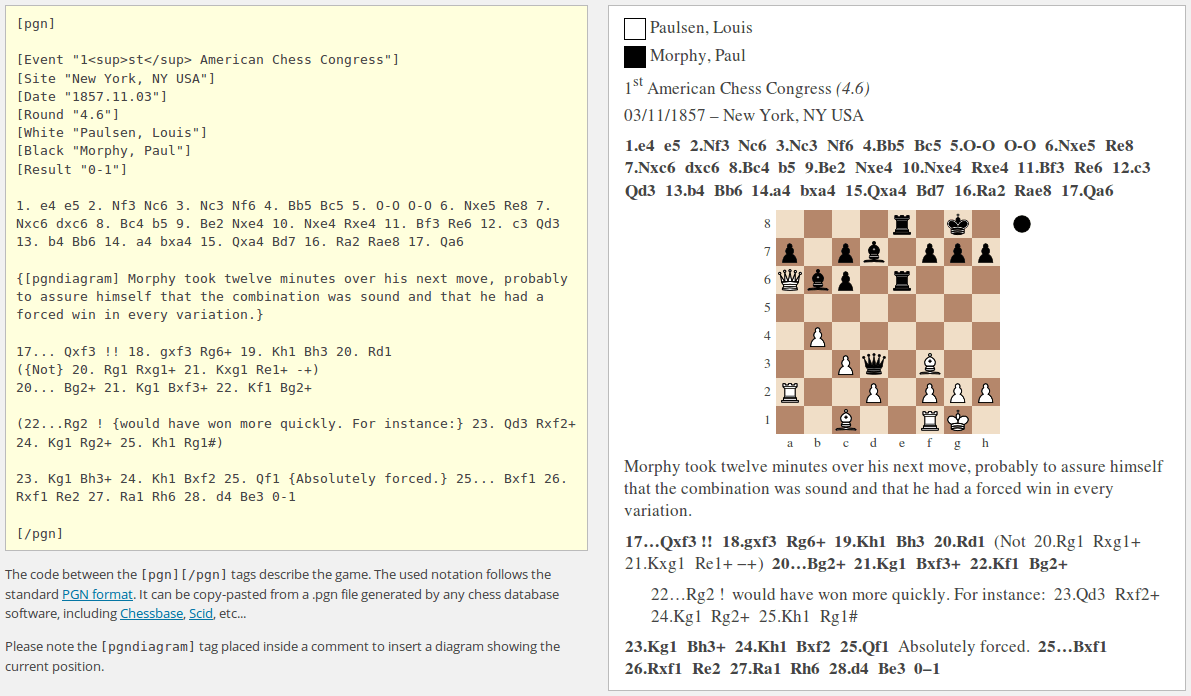 [pgn]
[Event "1<sup>st</sup> American Chess Congress"]
[Site "New York, NY USA"]
[Date "1857.11.03"]
[Round "4.6"]
[White "Paulsen, Louis"]
[Black "Morphy, Paul"]
[Result "0-1"]
1. e4 e5 2. Nf3 Nc6 3. Nc3 Nf6 4. Bb5 Bc5 5. O-O O-O 6. Nxe5 Re8 7.
Nxc6 dxc6 8. Bc4 b5 9. Be2 Nxe4 10. Nxe4 Rxe4 11. Bf3 Re6 12. c3 Qd3
13. b4 Bb6 14. a4 bxa4 15. Qxa4 Bd7 16. Ra2 Rae8 17. Qa6
{[pgndiagram] Morphy took twelve minutes over his next move, probably
to assure himself that the combination was sound and that he had a
forced win in every variation.}
17... Qxf3 !! 18. gxf3 Rg6+ 19. Kh1 Bh3 20. Rd1
({Not} 20. Rg1 Rxg1+ 21. Kxg1 Re1+ -+)
20... Bg2+ 21. Kg1 Bxf3+ 22. Kf1 Bg2+
(22...Rg2 ! {would have won more quickly. For instance:} 23. Qd3 Rxf2+
24. Kg1 Rg2+ 25. Kh1 Rg1#)
23. Kg1 Bh3+ 24. Kh1 Bxf2 25. Qf1 {Absolutely forced.} 25... Bxf1 26.
Rxf1 Re2 27. Ra1 Rh6 28. d4 Be3 0-1
[/pgn]
The code between the [pgn][/pgn] tags describe the game. The used notation follows the
standard PGN format. It can be copy-pasted from a .pgn file generated by any chess database
software, including Chessbase, Scid, etc...
Please note the [pgndiagram] tag placed inside a comment to insert a diagram showing the
current position.
Paulsen, Louis
Morphy, Paul
1st American Chess Congress (4.6)
03/11/1857 – New York, NY USA
1.e4 e5 2.Nf3 Nc6 3.Nc3 Nf6 4.Bb5 Bc5 5.O-O O-O 6.Nxe5 Re8
7.Nxc6 dxc6 8.Bc4 b5 9.Be2 Nxe4 10.Nxe4 Rxe4 11.Bf3 Re6 12.c3
Qd3 13.b4 Bb6 14.a4 bxa4 15.Qxa4 Bd7 16.Ra2 Rae8 17.Qa6
8
7
6
5
4
3
2
1
a b c d e f g h
Morphy took twelve minutes over his next move, probably to assure himself
that the combination was sound and that he had a forced win in every
variation.
17…Qxf3 !! 18.gxf3 Rg6+ 19.Kh1 Bh3 20.Rd1 (Not 20.Rg1 Rxg1+
21.Kxg1 Re1+ −+) 20…Bg2+ 21.Kg1 Bxf3+ 22.Kf1 Bg2+
22…Rg2 ! would have won more quickly. For instance: 23.Qd3 Rxf2+
24.Kg1 Rg2+ 25.Kh1 Rg1#
23.Kg1 Bh3+ 24.Kh1 Bxf2 25.Qf1 Absolutely forced. 25…Bxf1
26.Rxf1 Re2 27.Ra1 Rh6 28.d4 Be3 0–1